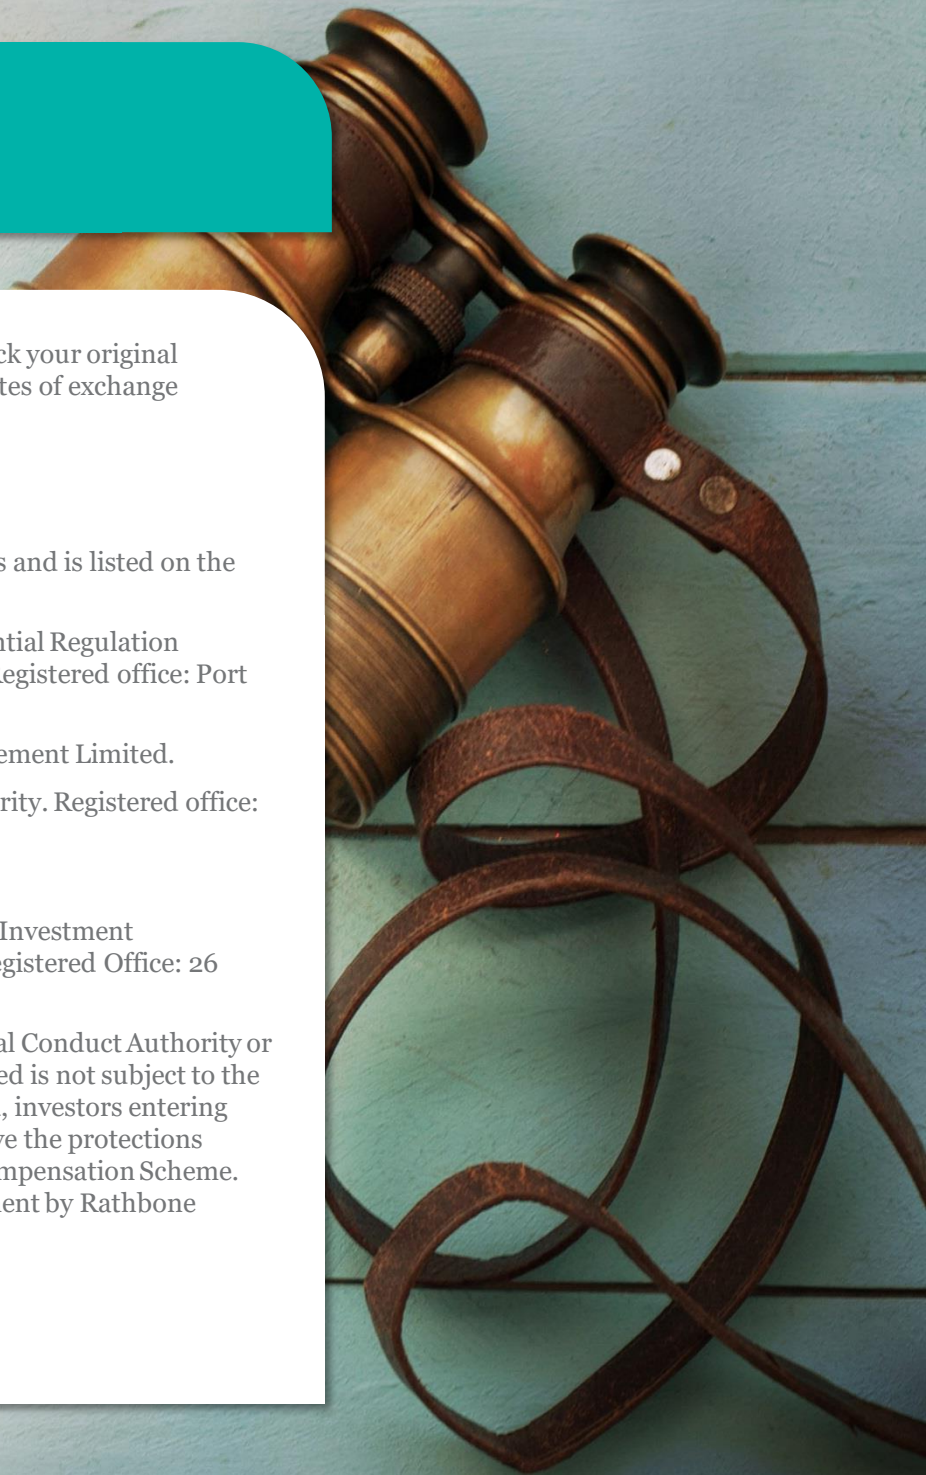 ck your original
tes of exchange
s and is listed on the
ntial Regulation
Registered office: Port
ement Limited.
rity. Registered office:
Investment
egistered Office: 26
al Conduct Authority or
ed is not subject to the
, investors entering
ve the protections
mpensation Scheme.
ent by Rathbone